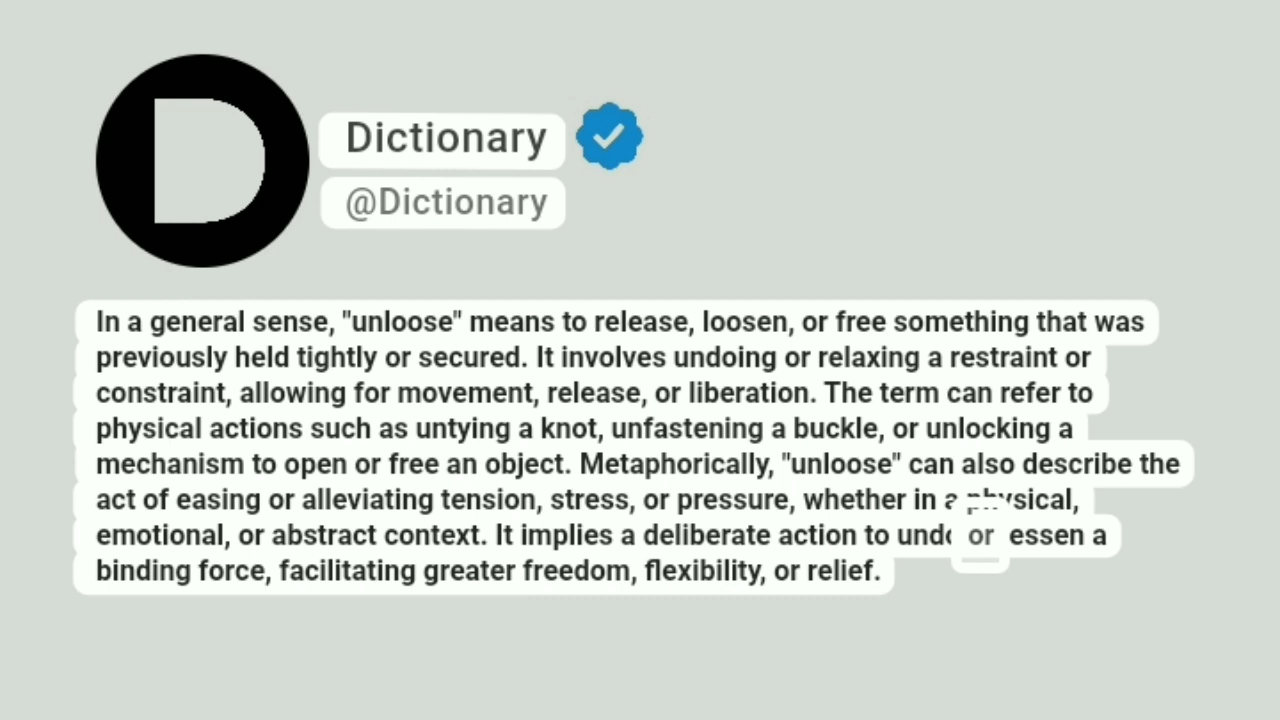 Dictionary
@Dictionary
In a general sense, "unloose" means to release, loosen, or free something that was
previously held tightly or secured. It involves undoing or relaxing a restraint or
constraint, allowing for movement, release, or liberation. The term can refer to
physical actions such as untying a knot, unfastening a buckle, or unlocking a
mechanism to open or free an object. Metaphorically, "unloose" can also describe the
act of easing or alleviating tension, stress, or pressure, whether in a physical,
emotional, or abstract context. It implies a deliberate action to or a
binding force, facilitating greater freedom, flexibility, or relief.